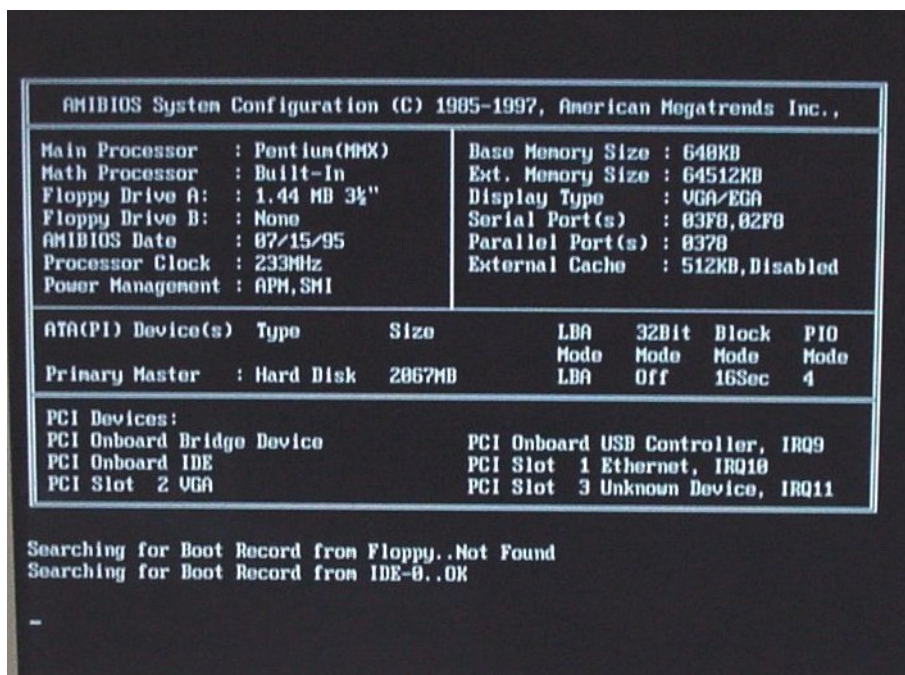 AMIBIOS System Configuration (C) 1985-1997, American Megatrends Inc.,
Main Processor : Pentium(MMX)
Math Processor : Built-In
Floppy Drive A: : 1.44 MB 3½"
Floppy Drive B: : None
AMIBIOS Date : 07/15/95
Processor Clock : 233MHz
Power Management : APM,SMI
Base Memory Size : 640KB
Ext. Memory Size : 64512KB
Display Type : VGA/EGA
Serial Port(s) : 03F8,02F8
Parallel Port(s) : 0378
External Cache : 512KB,Disabled
ATA(PI) Device(s) Type Size LBA 32Bit Block PIO
Mode Mode Mode Mode
Primary Master : Hard Disk 2067MB LBA Off 16Sec 4
PCI Devices:
PCI Onboard Bridge Device
PCI Onboard IDE
PCI Slot 2 VGA
PCI Onboard USB Controller, IRQ9
PCI Slot 1 Ethernet, IRQ10
PCI Slot 3 Unknown Device, IRQ11
Searching for Boot Record from Floppy..Not Found
Searching for Boot Record from IDE-0..OK